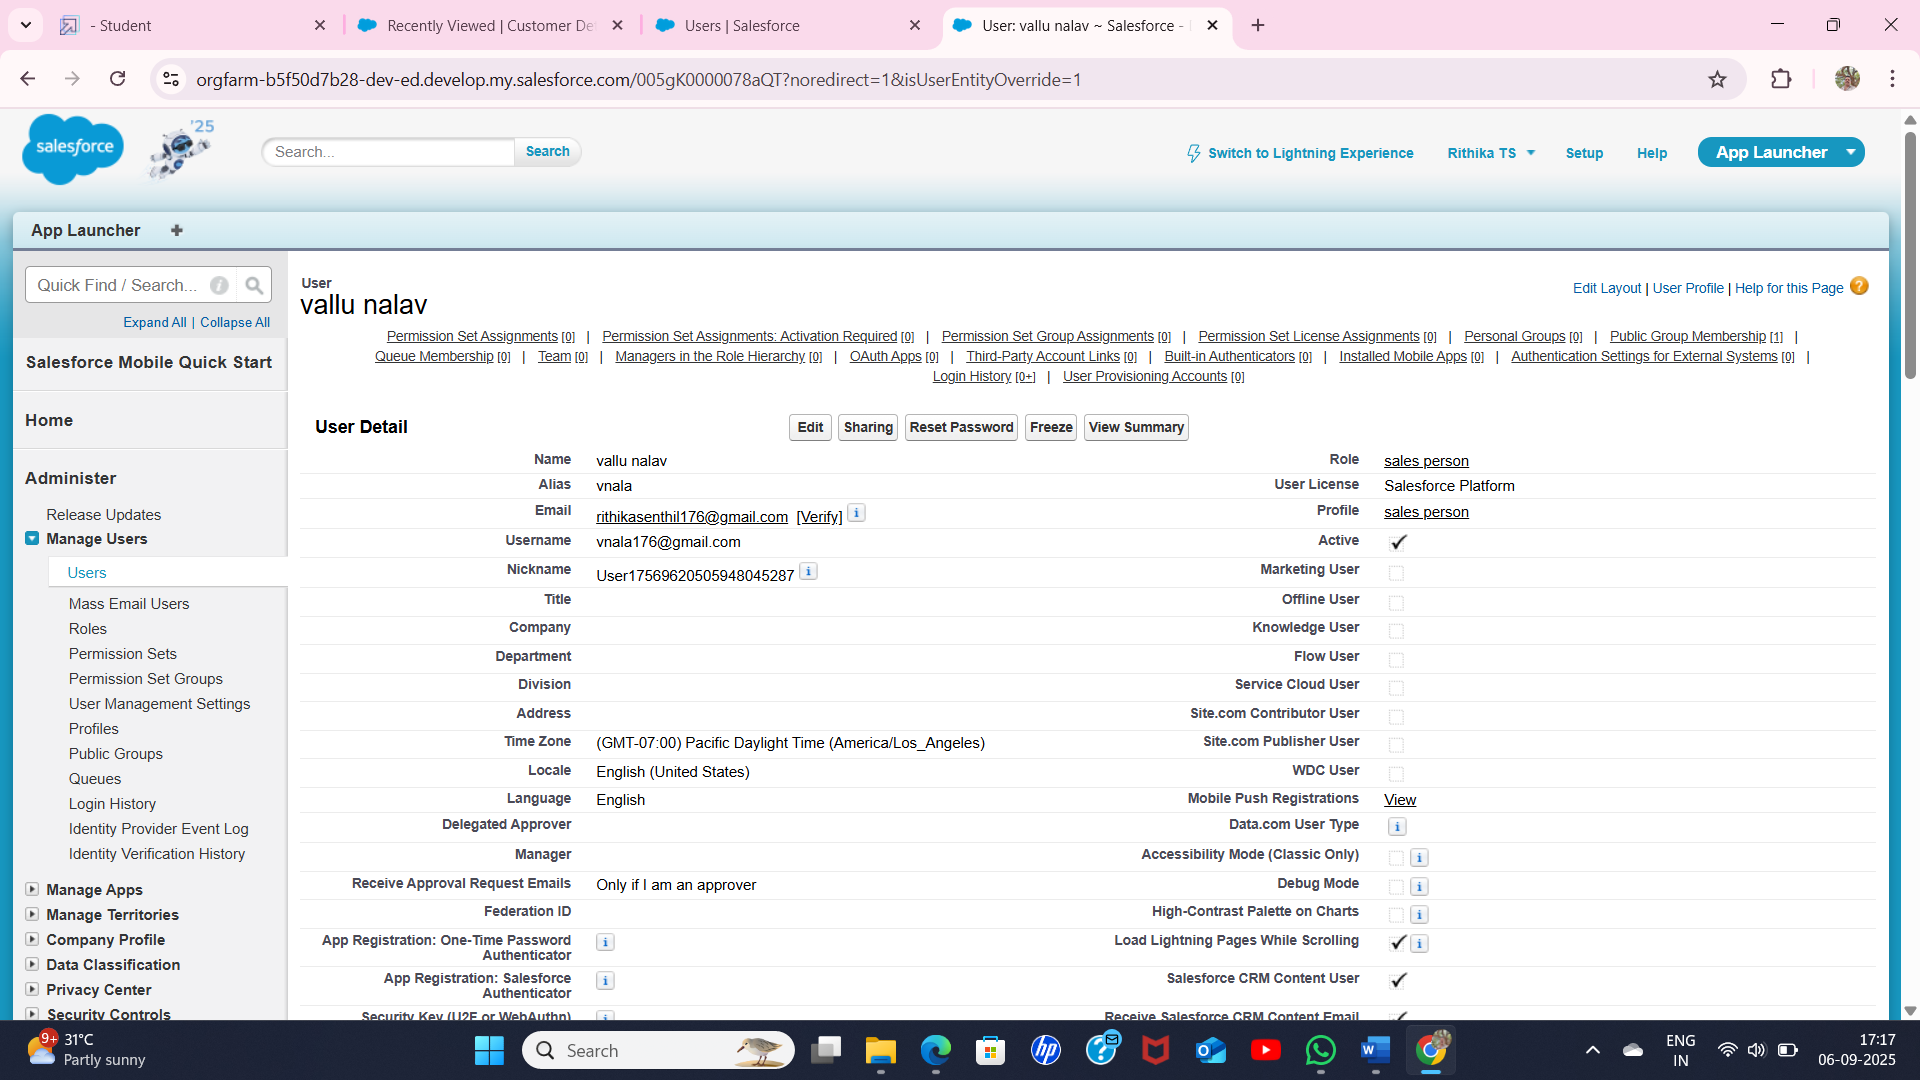 - Student
Recently Viewed | Customer De
Users | Salesforce
User: vallu nalav ~ Salesforce -
orgfarm-b5f50d7b28-dev-ed.develop.my.salesforce.com/005gK0000078aQT?noredirect=1&isUserEntityOverride=1
salesforce
'25
Search...
Search
Switch to Lightning Experience
Rithika TS
Setup
Help
App Launcher
App Launcher
Quick Find / Search...
Expand All | Collapse All
Salesforce Mobile Quick Start
Home
Administer
Release Updates
Manage Users
Users
Mass Email Users
Roles
Permission Sets
Permission Set Groups
User Management Settings
Profiles
Public Groups
Queues
Login History
Identity Provider Event Log
Identity Verification History
Manage Apps
Manage Territories
Company Profile
Data Classification
Privacy Center
Security Controls
User
vallu nalav
Edit Layout | User Profile | Help for this Page
Permission Set Assignments [0] | Permission Set Assignments: Activation Required [0] | Permission Set Group Assignments [0] | Permission Set License Assignments [0] | Personal Groups [0] | Public Group Membership [1] |
Queue Membership [0] | Team [0] | Managers in the Role Hierarchy [0] | OAuth Apps [0] | Third-Party Account Links [0] | Built-in Authenticators [0] | Installed Mobile Apps [0] | Authentication Settings for External Systems [0] |
Login History [0+] | User Provisioning Accounts [0]
User Detail
Edit
Sharing
Reset Password
Freeze
View Summary
Name vallu nalav Role sales person
Alias vnala User License Salesforce Platform
Email rithikasenthil176@gmail.com [Verify] Profile sales person
Username vnala176@gmail.com Active
Nickname User17569620505948045287 Marketing User
Title Offline User
Company Knowledge User
Department Flow User
Division Service Cloud User
Address Site.com Contributor User
Time Zone (GMT-07:00) Pacific Daylight Time (America/Los_Angeles) Site.com Publisher User
Locale English (United States) WDC User
Language English Mobile Push Registrations View
Delegated Approver Data.com User Type
Manager Accessibility Mode (Classic Only)
Receive Approval Request Emails Only if I am an approver Debug Mode
Federation ID High-Contrast Palette on Charts
App Registration: One-Time Password Authenticator Load Lightning Pages While Scrolling
App Registration: Salesforce Authenticator Salesforce CRM Content User
Security Key (U2F or WebAuthn) Receive Salesforce CRM Content Email
9+
31°C
Partly sunny
Search
ENG
IN
17:17
06-09-2025